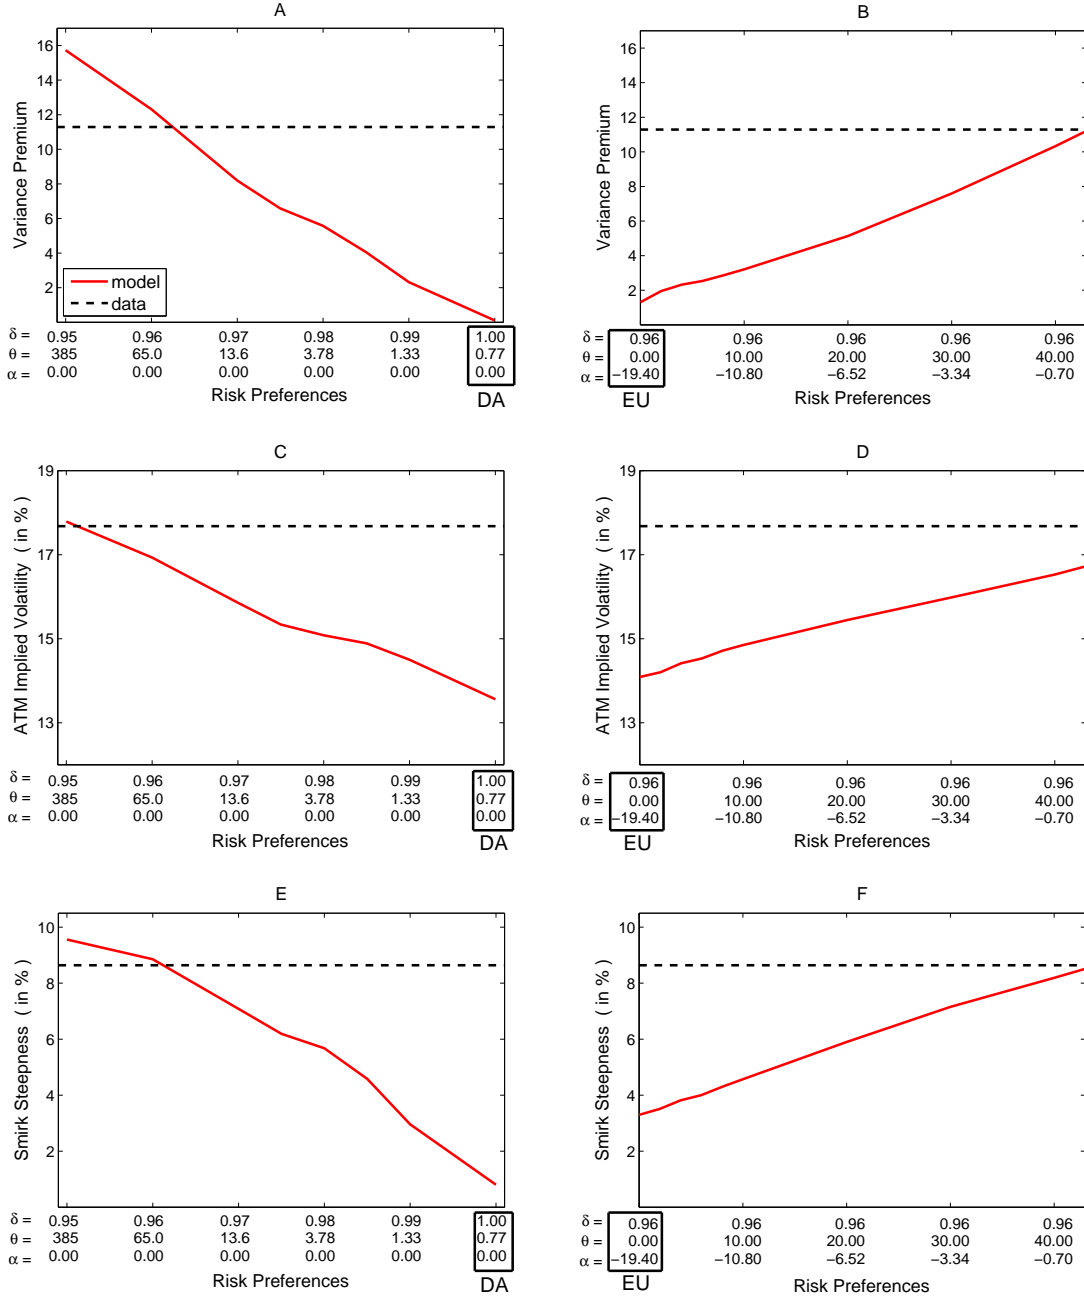 A
Variance Premium
16
14
12
10
8
6
4
2
model
data
δ = 0.95 0.96 0.97 0.98 0.99 1.00
θ = 385 65.0 13.6 3.78 1.33 0.77
α = 0.00 0.00 0.00 0.00 0.00 0.00
Risk Preferences
DA
B
Variance Premium
16
14
12
10
8
6
4
2
δ = 0.96 0.96 0.96 0.96 0.96
θ = 0.00 10.00 20.00 30.00 40.00
α = −19.40 −10.80 −6.52 −3.34 −0.70
EU
Risk Preferences
C
ATM Implied Volatility ( in % )
19
17
15
13
δ = 0.95 0.96 0.97 0.98 0.99 1.00
θ = 385 65.0 13.6 3.78 1.33 0.77
α = 0.00 0.00 0.00 0.00 0.00 0.00
Risk Preferences
DA
D
ATM Implied Volatility ( in % )
19
17
15
13
δ = 0.96 0.96 0.96 0.96 0.96
θ = 0.00 10.00 20.00 30.00 40.00
α = −19.40 −10.80 −6.52 −3.34 −0.70
EU
Risk Preferences
E
Smirk Steepness ( in % )
10
8
6
4
2
δ = 0.95 0.96 0.97 0.98 0.99 1.00
θ = 385 65.0 13.6 3.78 1.33 0.77
α = 0.00 0.00 0.00 0.00 0.00 0.00
Risk Preferences
DA
F
Smirk Steepness ( in % )
10
8
6
4
2
δ = 0.96 0.96 0.96 0.96 0.96
θ = 0.00 10.00 20.00 30.00 40.00
α = −19.40 −10.80 −6.52 −3.34 −0.70
EU
Risk Preferences